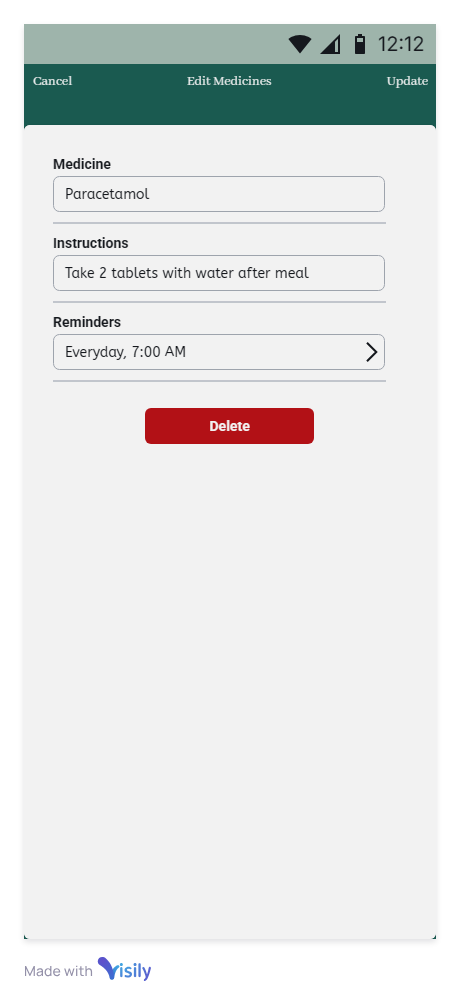 12:12
Cancel Edit Medicines Update
Medicine
Paracetamol
Instructions
Take 2 tablets with water after meal
Reminders
Everyday, 7:00 AM
Delete
Made with Visily